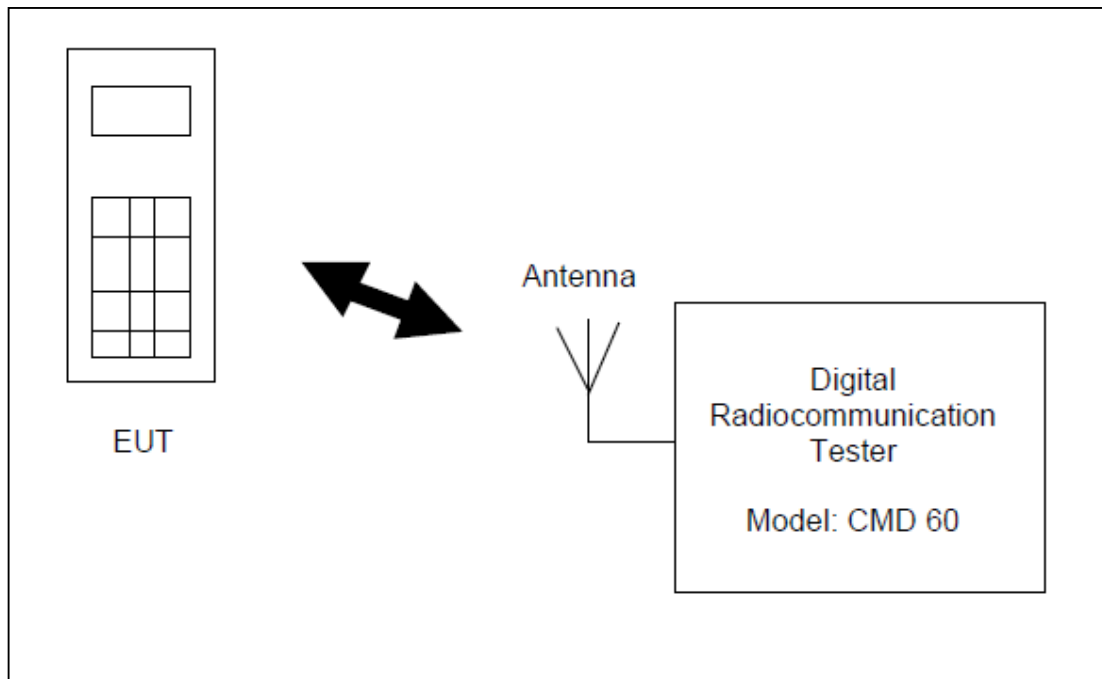 EUT
Antenna
Digital
Radiocommunication
Tester
Model: CMD 60